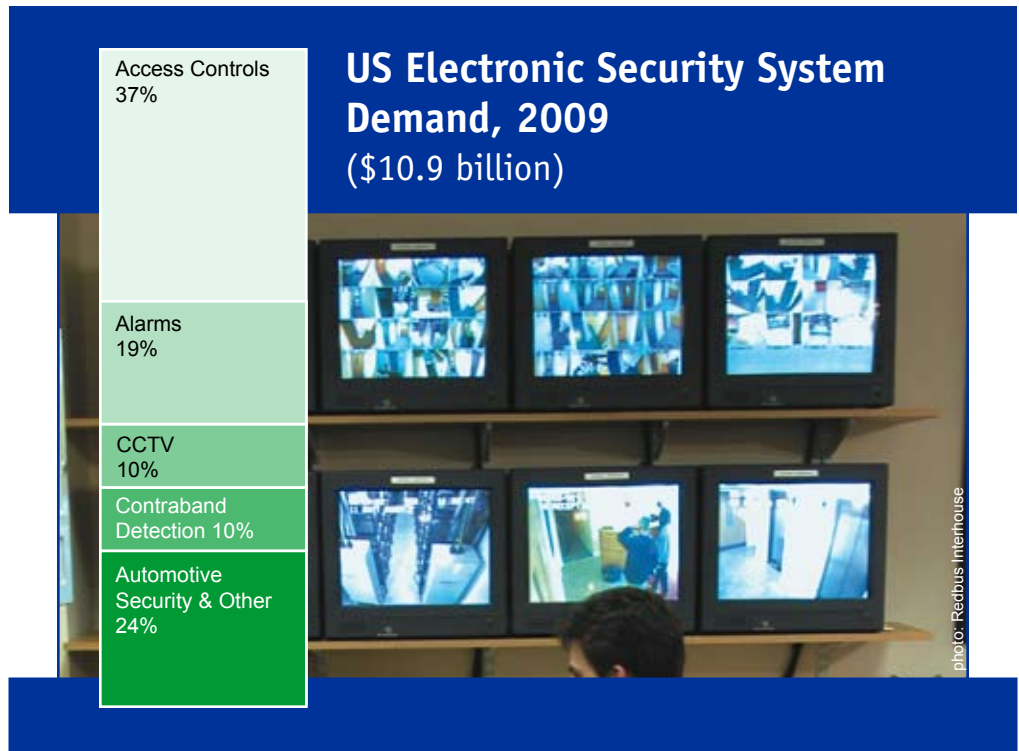 US Electronic Security System
Demand, 2009
($10.9 billion)
Access Controls
37%
Alarms
19%
CCTV
10%
Contraband
Detection 10%
Automotive
Security & Other
24%
photo: Redbus Interhouse